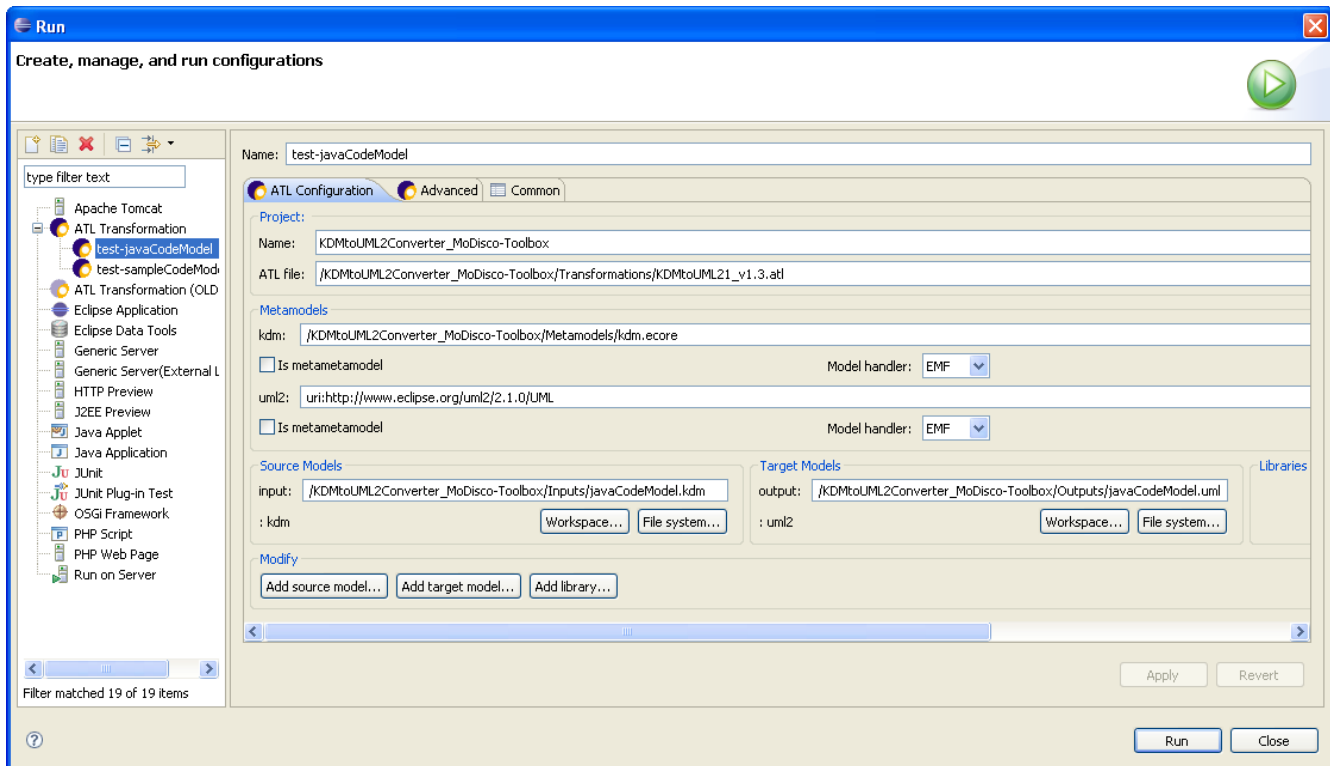 Run
Create, manage, and run configurations
type filter text
Apache Tomcat
ATL Transformation
test-javaCodeModel
test-sampleCodeMod
ATL Transformation (OLD
Eclipse Application
Eclipse Data Tools
Generic Server
Generic Server(External L
HTTP Preview
J2EE Preview
Java Applet
Java Application
JUnit
JUnit Plug-in Test
OSGi Framework
PHP Script
PHP Web Page
Run on Server
Filter matched 19 of 19 items
Name: test-javaCodeModel
ATL Configuration Advanced Common
Project:
Name: KDMtoUML2Converter_MoDisco-Toolbox
ATL file: /KDMtoUML2Converter_MoDisco-Toolbox/Transformations/KDMtoUML21_v1.3.atl
Metamodels
kdm: /KDMtoUML2Converter_MoDisco-Toolbox/Metamodels/kdm.ecore
Is metametamodel Model handler: EMF
uml2: uri:http://www.eclipse.org/uml2/2.1.0/UML
Is metametamodel Model handler: EMF
Source Models Target Models Libraries
input: /KDMtoUML2Converter_MoDisco-Toolbox/Inputs/javaCodeModel.kdm output: /KDMtoUML2Converter_MoDisco-Toolbox/Outputs/javaCodeModel.uml
: kdm Workspace... File system... : uml2 Workspace... File system...
Modify
Add source model... Add target model... Add library...
Apply Revert
? Run Close